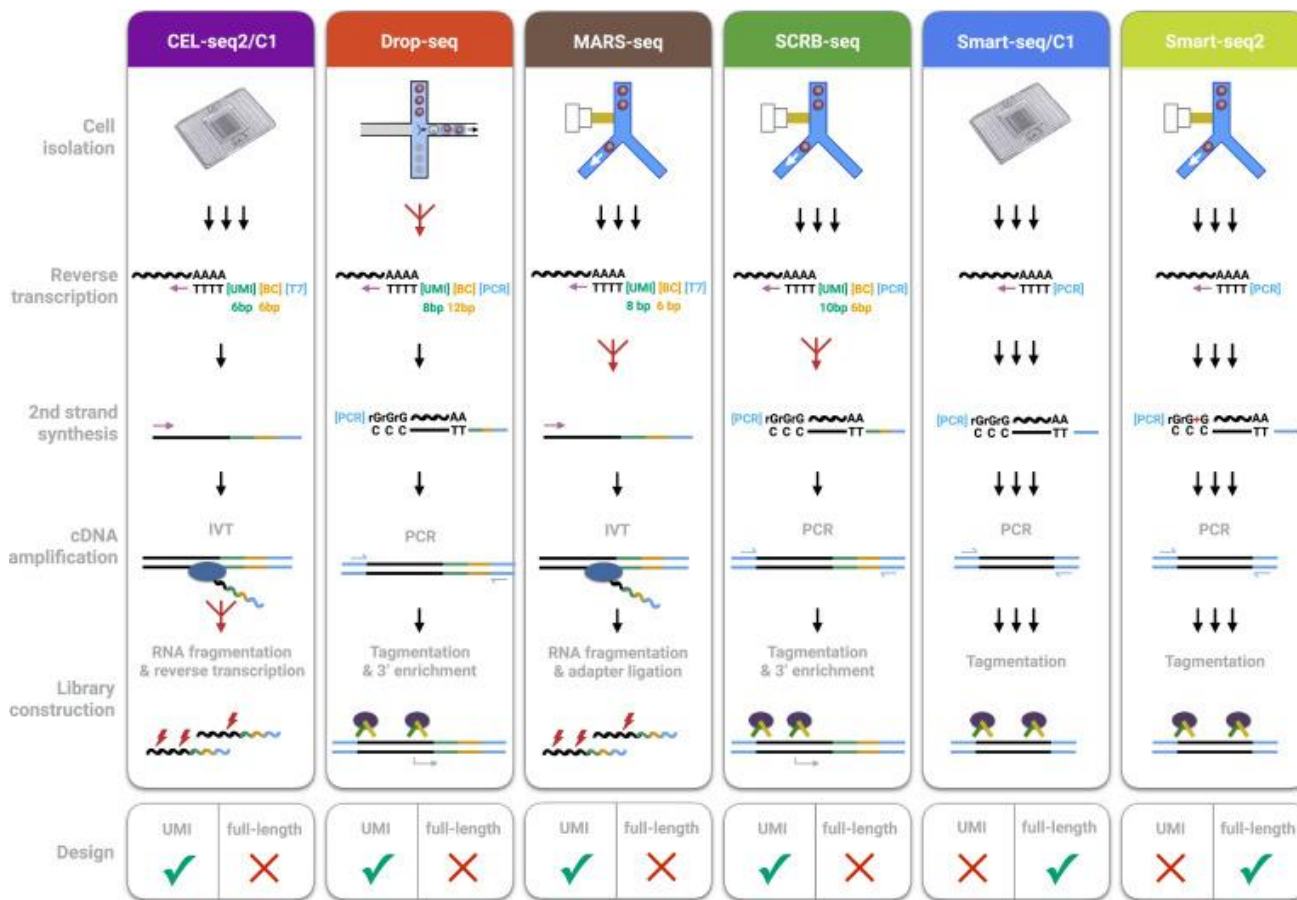 CEL-seq2/C1 Drop-seq MARS-seq SCRB-seq Smart-seq/C1 Smart-seq2
Cell
isolation
Reverse
transcription
AAAA AAAA AAAA AAAA AAAA AAAA
TTTT [UMI] [BC] [T7] TTTT [UMI] [BC] [PCR] TTTT [UMI] [BC] [T7] TTTT [UMI] [BC] [PCR] TTTT [PCR] TTTT [PCR]
6bp 6bp 8bp 12bp 8 bp 6 bp 10bp 6bp
2nd strand
synthesis
[PCR] rGrGrG AA [PCR] rGrGrG AA [PCR] rGrGrG AA [PCR] rGrG+G AA
C C C TT C C C TT C C C TT C C C TT
cDNA
amplification
IVT PCR IVT PCR PCR PCR
Library
construction
RNA fragmentation
& reverse transcription
Tagmentation
& 3' enrichment
RNA fragmentation
& adapter ligation
Tagmentation
& 3' enrichment
Tagmentation
Tagmentation
Design
UMI full-length UMI full-length UMI full-length UMI full-length UMI full-length UMI full-length